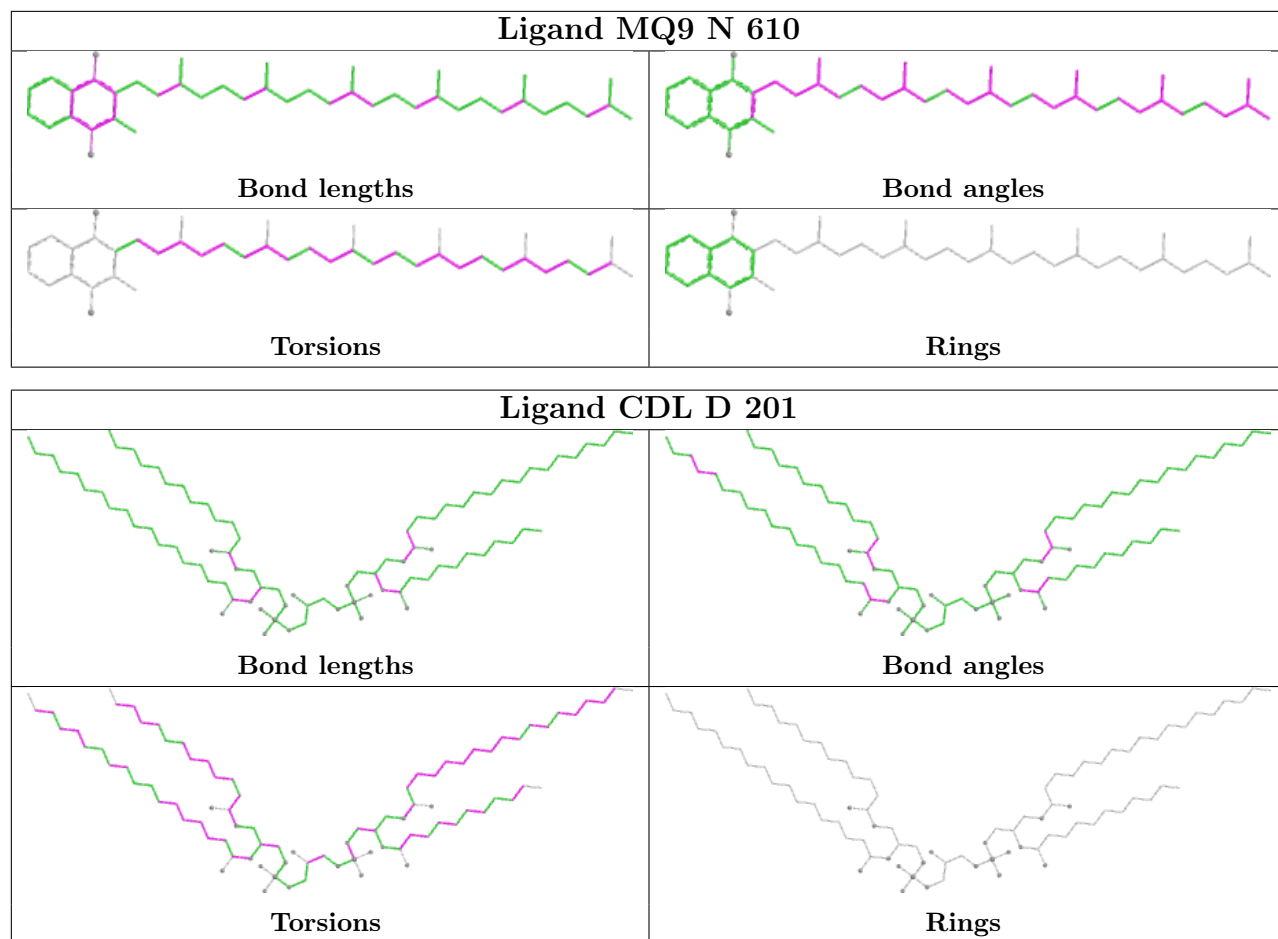 Ligand MQ9 N 610
Bond lengths
Bond angles
Torsions
Rings
Ligand CDL D 201
Bond lengths
Bond angles
Torsions
Rings